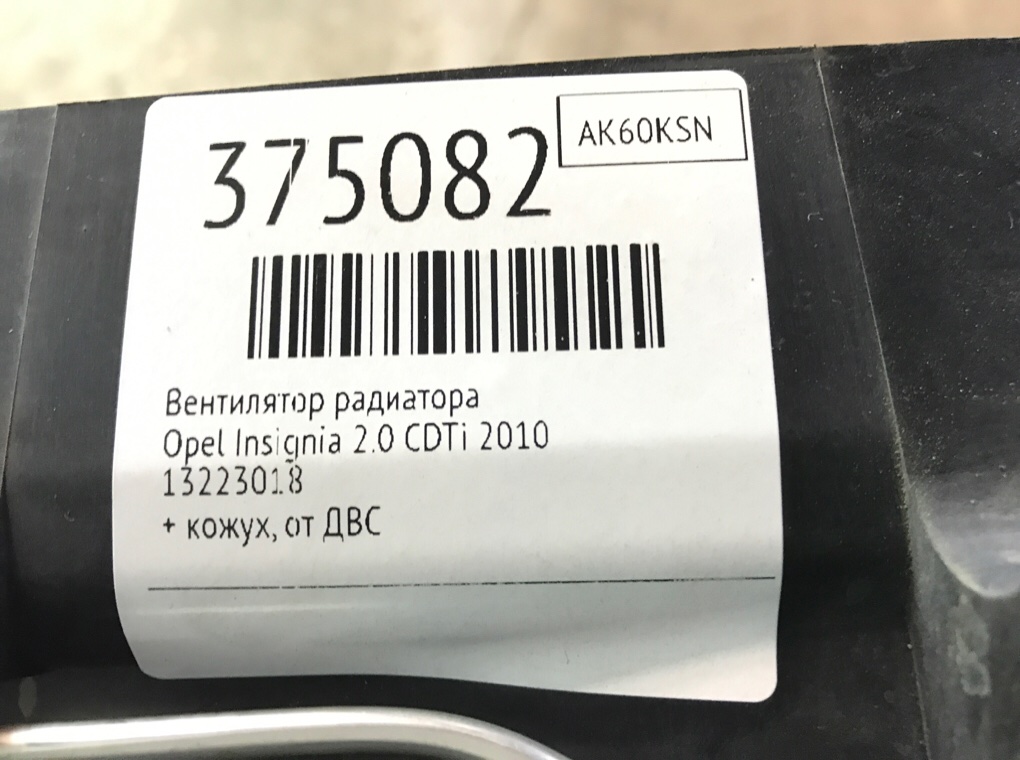 375082
AK60KSN
Вентилятор радиатора
Opel Insignia 2.0 CDTi 2010
13223018
+ кожух, от ДВС